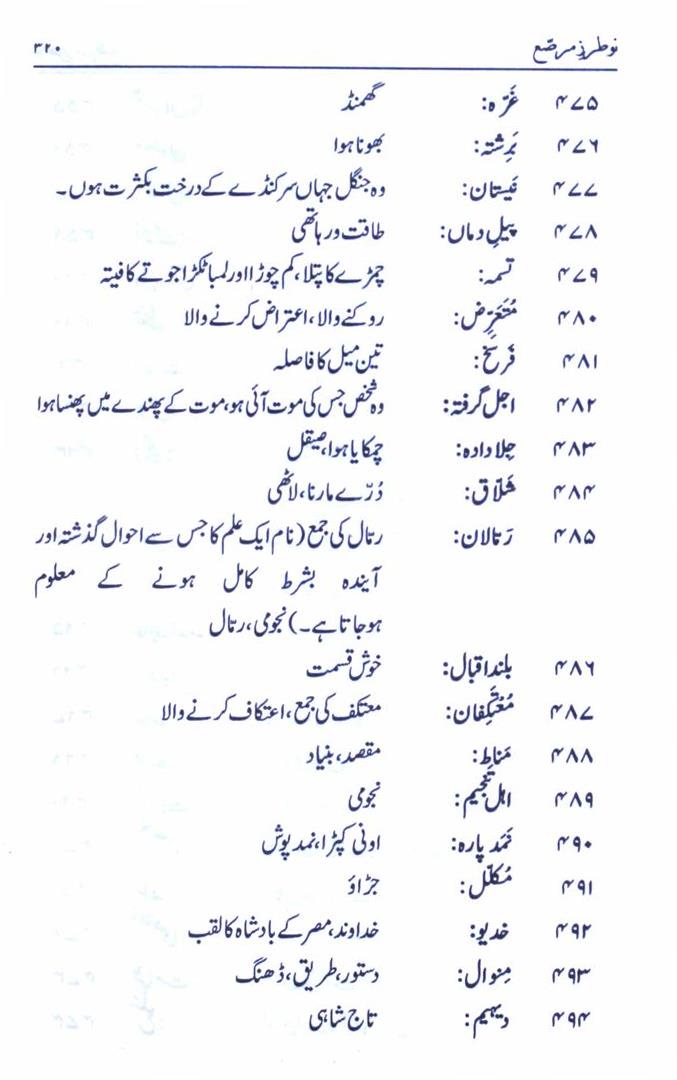 نو طرزِ مرصّع ۳۲۰
۴۷۵ غَرّہ: گھمنڈ
۴۷۶ بَرِشتہ: بھونا ہوا
۴۷۷ نَیستان: وہ جنگل جہاں سرکنڈے کے درخت بکثرت ہوں۔
۴۷۸ پیلِ دماں: طاقت ور ہاتھی
۴۷۹ تسمہ: چمڑے کا پتلا، کم چوڑا اور لمبا ٹکڑا جوتے کا فیتہ
۴۸۰ مُتَعَرِّض: روکنے والا، اعتراض کرنے والا
۴۸۱ فَرسَخ: تین میل کا فاصلہ
۴۸۲ اجل گرفتہ: وہ شخص جس کی موت آئی ہو، موت کے پھندے میں پھنسا ہوا
۴۸۳ جِلا دادہ: چمکایا ہوا، صیقل
۴۸۴ شلّاق: دُرّے مارنا، لاٹھی
۴۸۵ رَمّالان: رمّال کی جمع (نام ایک علم کا جس سے احوال گذشتہ اور
آیندہ بشرط کامل ہونے کے معلوم
ہو جاتا ہے۔) نجومی، رمّال
۴۸۶ بلند اقبال: خوش قسمت
۴۸۷ مُعْتَکِفان: معتکف کی جمع، اعتکاف کرنے والا
۴۸۸ مَناط: مقصد، بنیاد
۴۸۹ اہلِ تنجیم: نجومی
۴۹۰ نَمَد پارہ: اونی کپڑا، نمد پوش
۴۹۱ مُکلّل: جڑاؤ
۴۹۲ خدیو: خداوند، مصر کے بادشاہ کا لقب
۴۹۳ مِنوال: دستور، طریق، ڈھنگ
۴۹۴ دیہیم: تاج شاہی